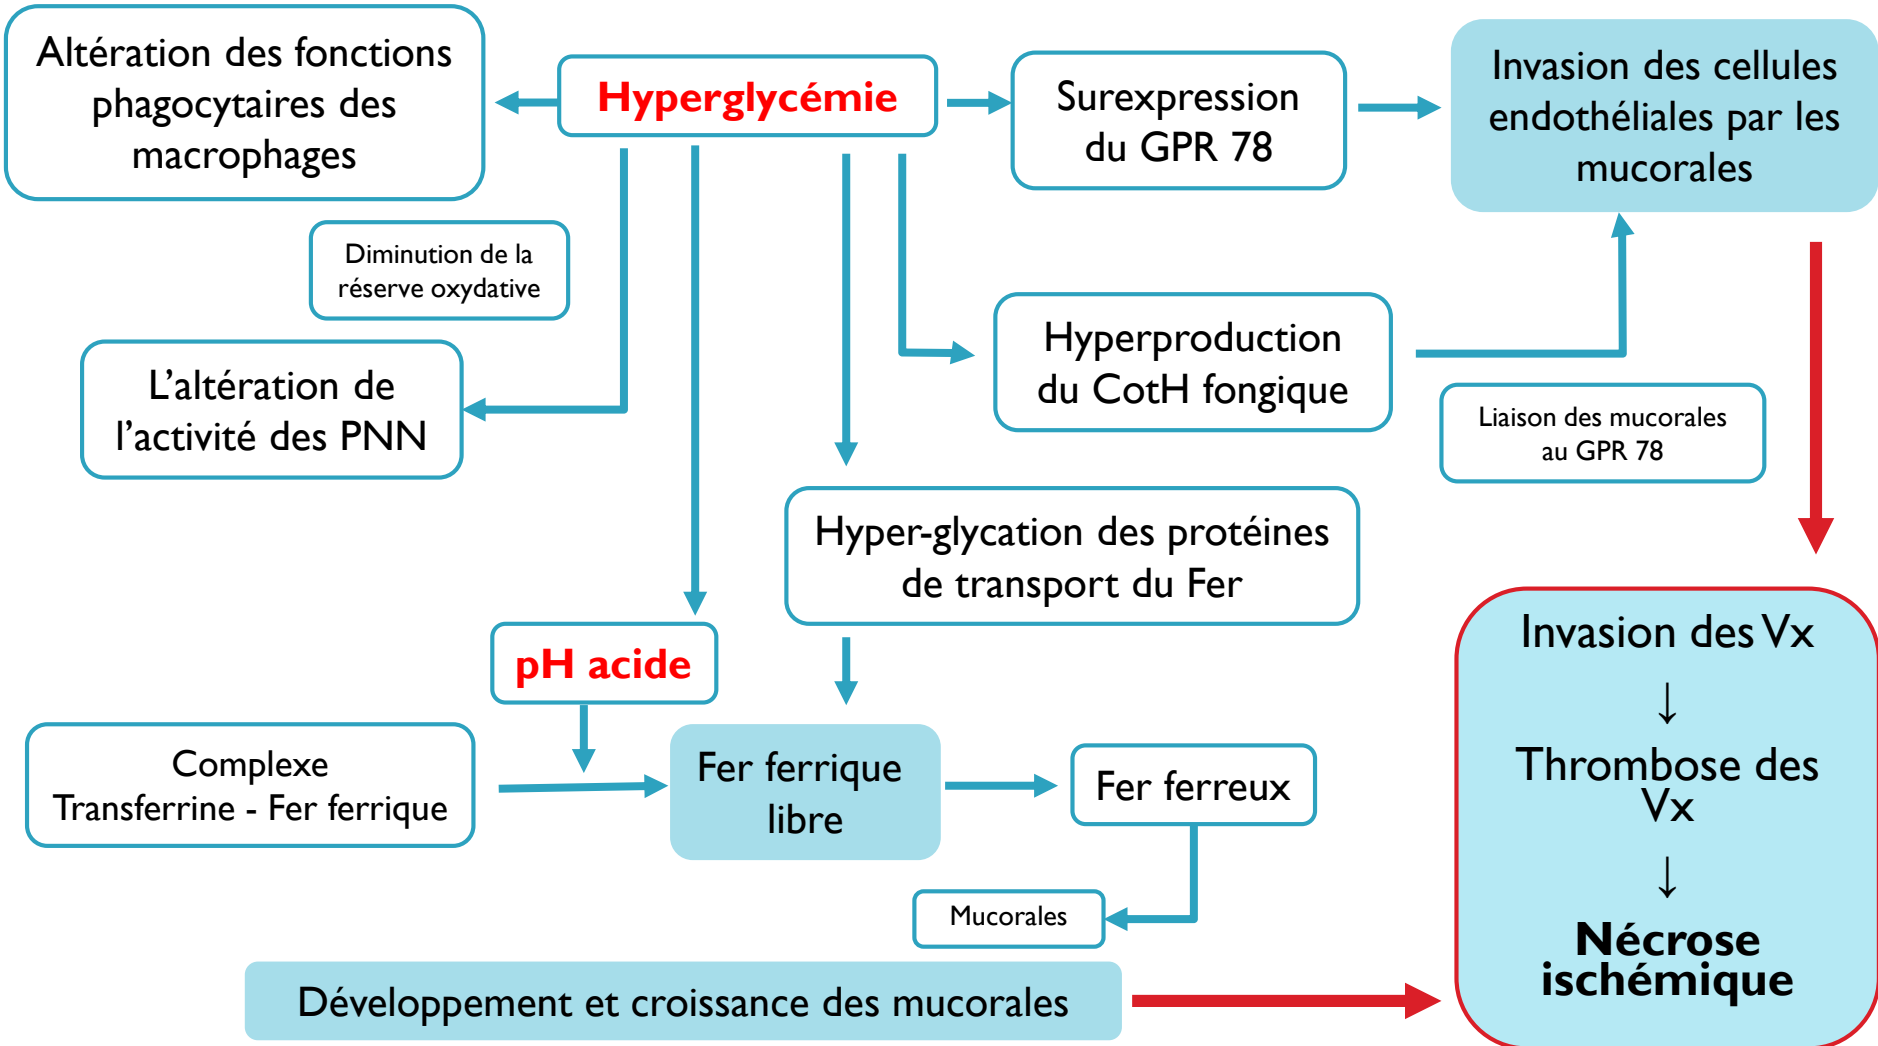 Altération des fonctions
phagocytaires des
macrophages
Hyperglycémie
Surexpression
du GPR 78
Invasion des cellules
endothéliales par les
mucorales
Diminution de la
réserve oxydative
L'altération de
l'activité des PNN
Hyperproduction
du CotH fongique
Liaison des mucorales
au GPR 78
Hyper-glycation des protéines
de transport du Fer
pH acide
Complexe
Transferrine - Fer ferrique
Fer ferrique
libre
Fer ferreux
Mucorales
Développement et croissance des mucorales
Invasion des Vx
↓
Thrombose des
Vx
↓
Nécrose
ischémique